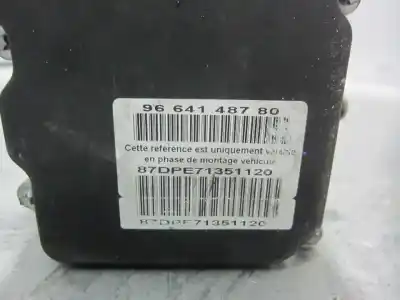 96 641 487 80
Cette reference est uniquement valable
en phase de montage vehicule
87DPE71351120
87DPE71351120